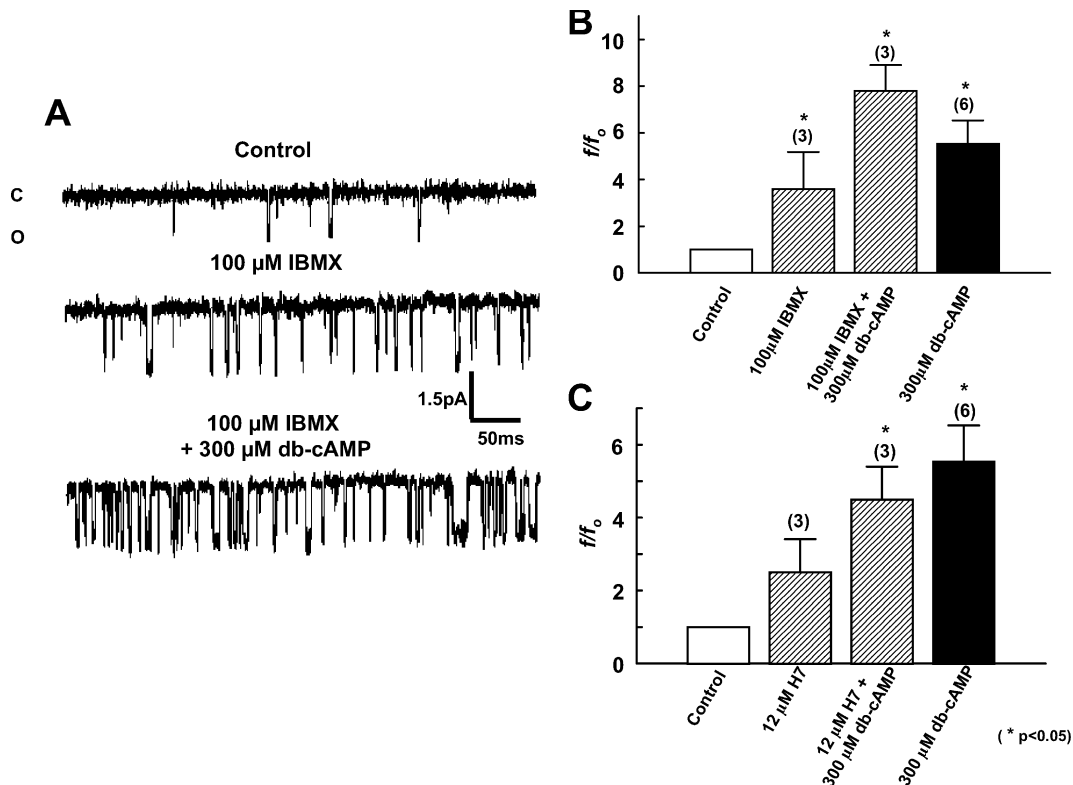 A
Control
C
O
100 µM IBMX
1.5pA
50ms
100 µM IBMX
+ 300 µM db-cAMP
B
f/fo
10
8
6
4
2
0
*
(3)
*
(3)
*
(6)
Control
100µM IBMX
100µM IBMX +
300µM db-cAMP
300µM db-cAMP
C
f/fo
6
4
2
0
(3)
*
(3)
*
(6)
Control
12 µM H7
12 µM H7 +
300 µM db-cAMP
300 µM db-cAMP
( * p<0.05)